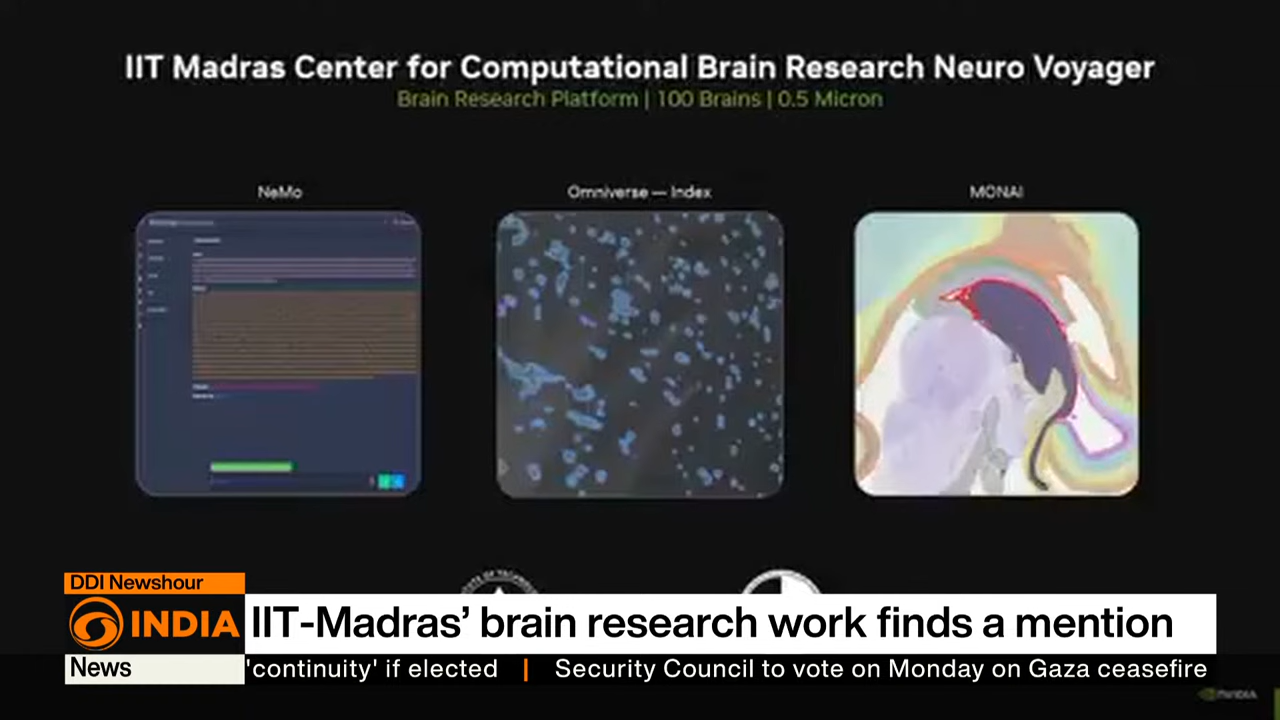 IIT Madras Center for Computational Brain Research Neuro Voyager
Brain Research Platform | 100 Brains | 0.5 Micron
NeMo
Omniverse — Index
MONAI
DDI Newshour
INDIA
IIT-Madras’ brain research work finds a mention
News
'continuity' if elected | Security Council to vote on Monday on Gaza ceasefire
NVIDIA